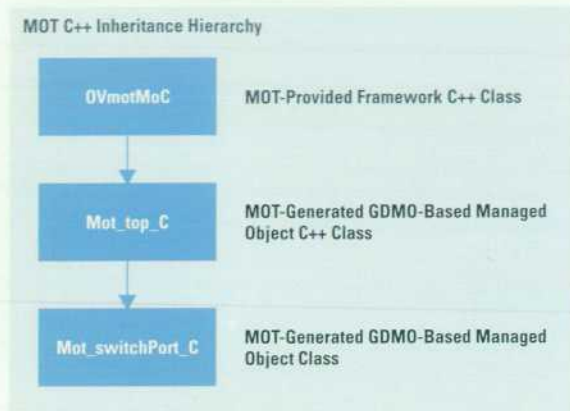 MOT C++ Inheritance Hierarchy
OVmotMoC
MOT-Provided Framework C++ Class
Mot_top_C
MOT-Generated GDMO-Based Managed
Object C++ Class
Mot_switchPort_C
MOT-Generated GDMO-Based Managed
Object Class